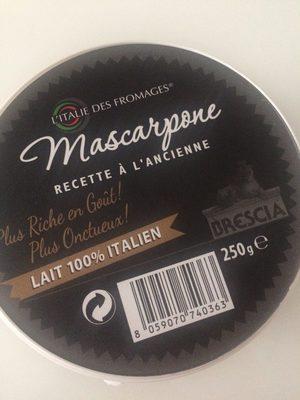 L'ITALIE DES FROMAGES®
Mascarpone
RECETTE À L'ANCIENNE
Plus Riche en Goût!
Plus Onctueux!
BRESCIA
LAIT 100% ITALIEN
250g e
8 059070 740363